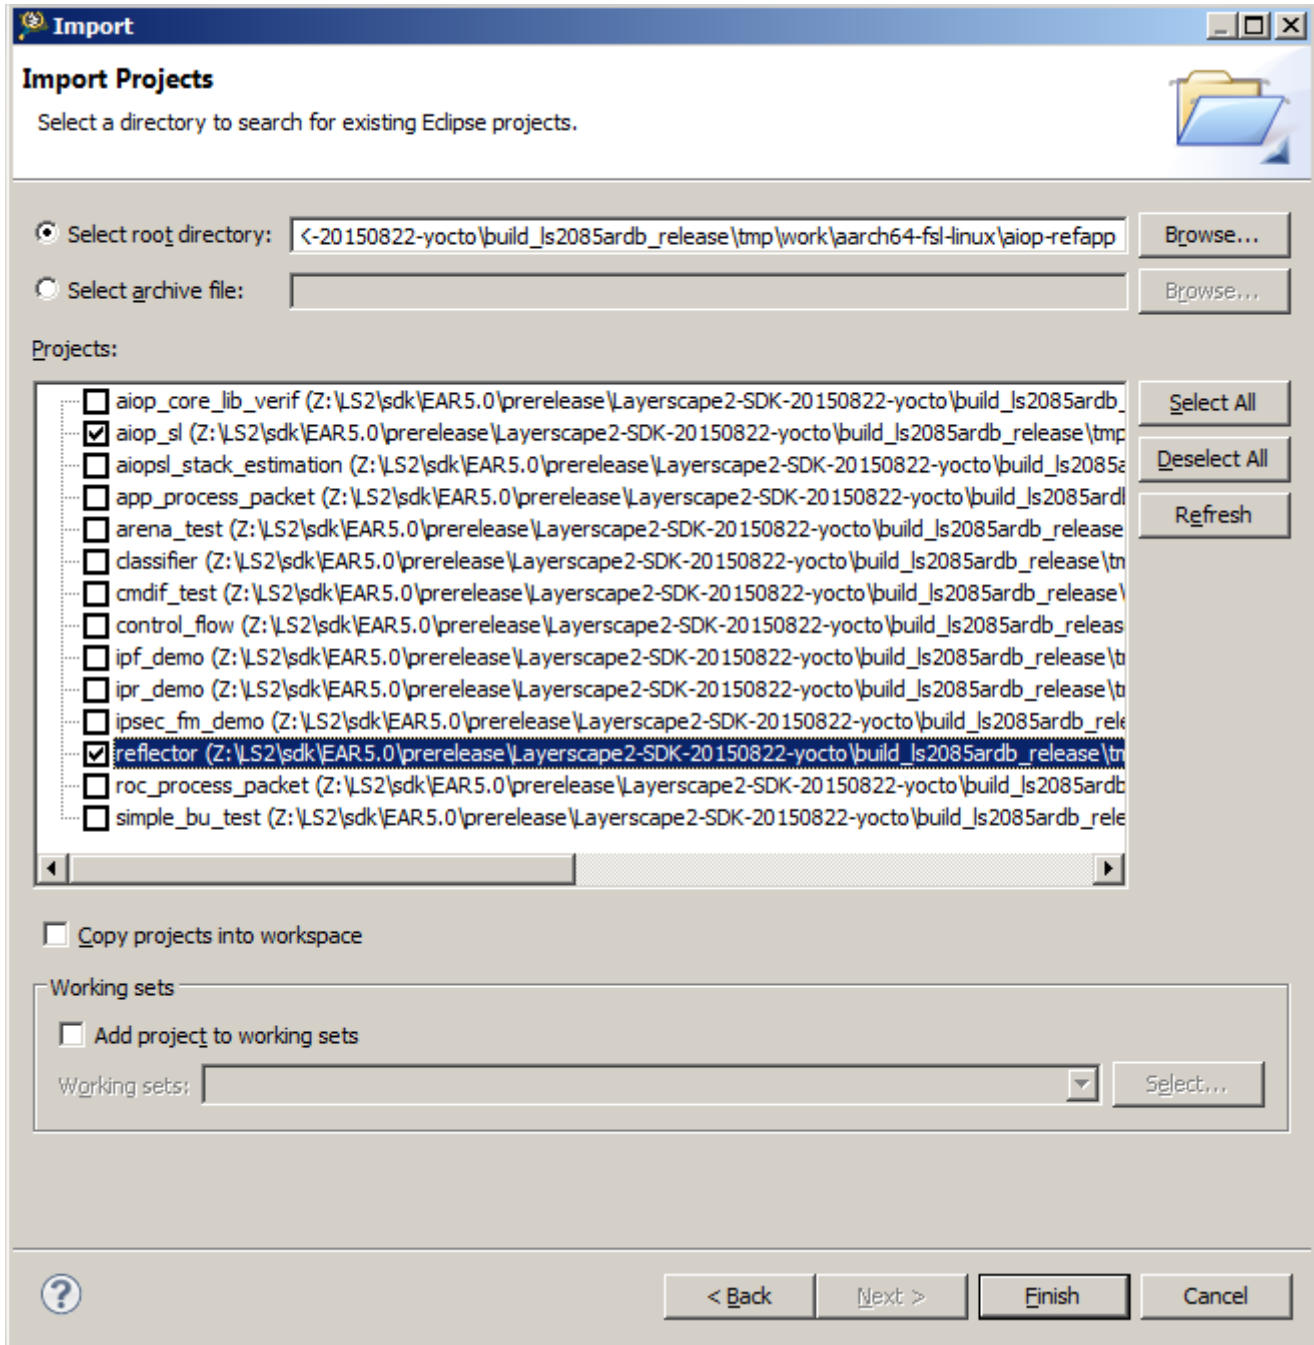 Import
Import Projects
Select a directory to search for existing Eclipse projects.
Select root directory: <-20150822-yocto\build_ls2085ardb_release\tmp\work\aarch64-fsl-linux\aiop-refapp Browse...
Select archive file: Browse...
Projects:
aiop_core_lib_verif (Z:\LS2\sdk\EAR5.0\prerelease\Layerscape2-SDK-20150822-yocto\build_ls2085ardb_
aiop_sl (Z:\LS2\sdk\EAR5.0\prerelease\Layerscape2-SDK-20150822-yocto\build_ls2085ardb_release\tmp
aiopsl_stack_estimation (Z:\LS2\sdk\EAR5.0\prerelease\Layerscape2-SDK-20150822-yocto\build_ls2085a
app_process_packet (Z:\LS2\sdk\EAR5.0\prerelease\Layerscape2-SDK-20150822-yocto\build_ls2085ard
arena_test (Z:\LS2\sdk\EAR5.0\prerelease\Layerscape2-SDK-20150822-yocto\build_ls2085ardb_release
classifier (Z:\LS2\sdk\EAR5.0\prerelease\Layerscape2-SDK-20150822-yocto\build_ls2085ardb_release\tm
cmdif_test (Z:\LS2\sdk\EAR5.0\prerelease\Layerscape2-SDK-20150822-yocto\build_ls2085ardb_release\
control_flow (Z:\LS2\sdk\EAR5.0\prerelease\Layerscape2-SDK-20150822-yocto\build_ls2085ardb_releas
ipf_demo (Z:\LS2\sdk\EAR5.0\prerelease\Layerscape2-SDK-20150822-yocto\build_ls2085ardb_release\t
ipr_demo (Z:\LS2\sdk\EAR5.0\prerelease\Layerscape2-SDK-20150822-yocto\build_ls2085ardb_release\t
ipsec_fm_demo (Z:\LS2\sdk\EAR5.0\prerelease\Layerscape2-SDK-20150822-yocto\build_ls2085ardb_rele
reflector (Z:\LS2\sdk\EAR5.0\prerelease\Layerscape2-SDK-20150822-yocto\build_ls2085ardb_release\tm
roc_process_packet (Z:\LS2\sdk\EAR5.0\prerelease\Layerscape2-SDK-20150822-yocto\build_ls2085ardb
simple_bu_test (Z:\LS2\sdk\EAR5.0\prerelease\Layerscape2-SDK-20150822-yocto\build_ls2085ardb_rele
Select All
Deselect All
Refresh
Copy projects into workspace
Working sets
Add project to working sets
Working sets: Select...
< Back Next > Finish Cancel